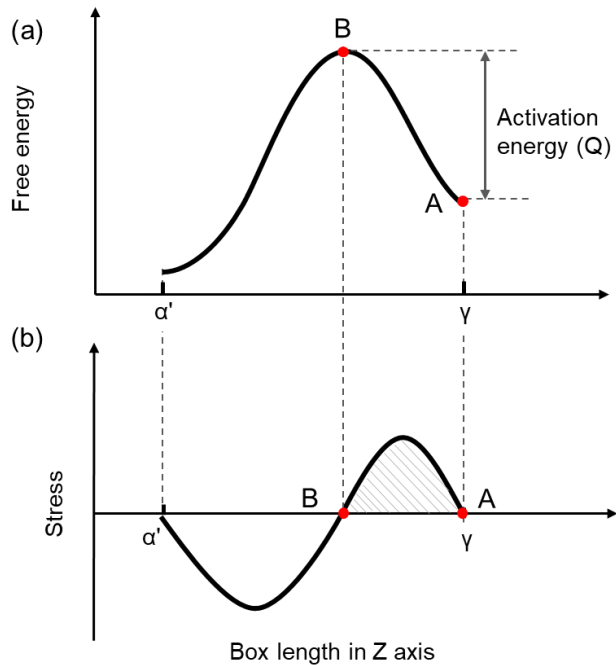 (a)
B
Free energy
Activation
energy (Q)
A
α'
γ
(b)
Stress
B
A
α'
γ
Box length in Z axis